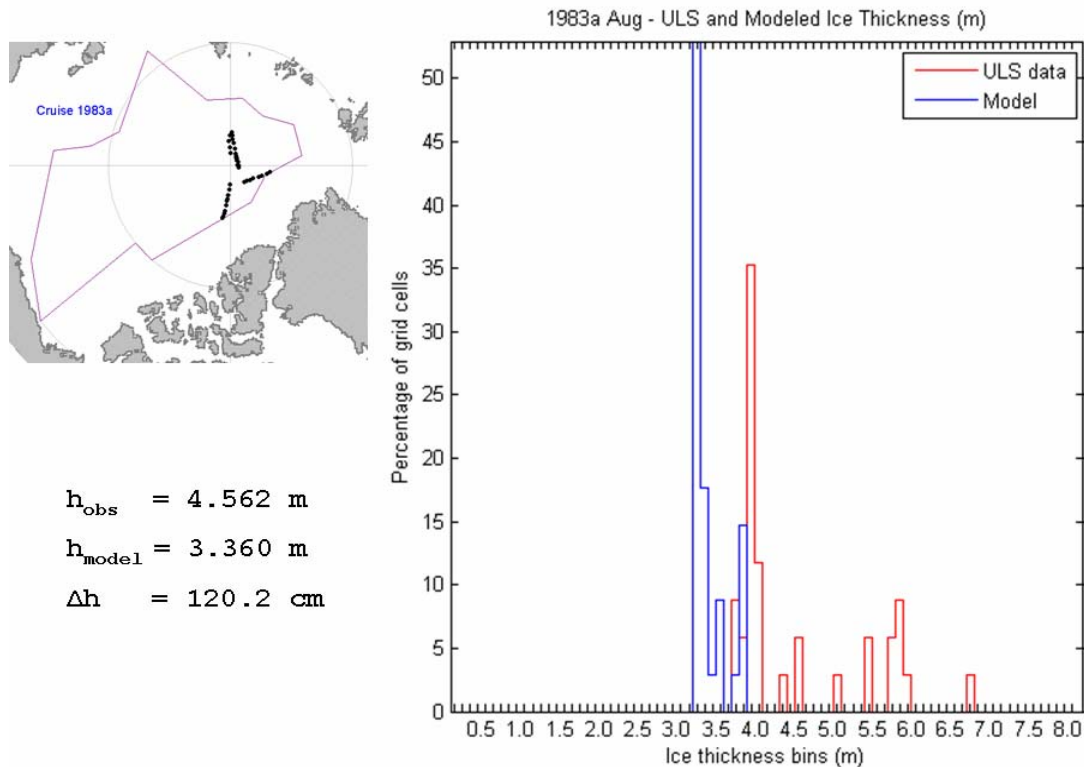 Cruise 1983a
h_obs = 4.562 m
h_model = 3.360 m
Δh = 120.2 cm
1983a Aug - ULS and Modeled Ice Thickness (m)
ULS data
Model
Percentage of grid cells
50
45
40
35
30
25
20
15
10
5
0
0.5 1.0 1.5 2.0 2.5 3.0 3.5 4.0 4.5 5.0 5.5 6.0 6.5 7.0 7.5 8.0
Ice thickness bins (m)